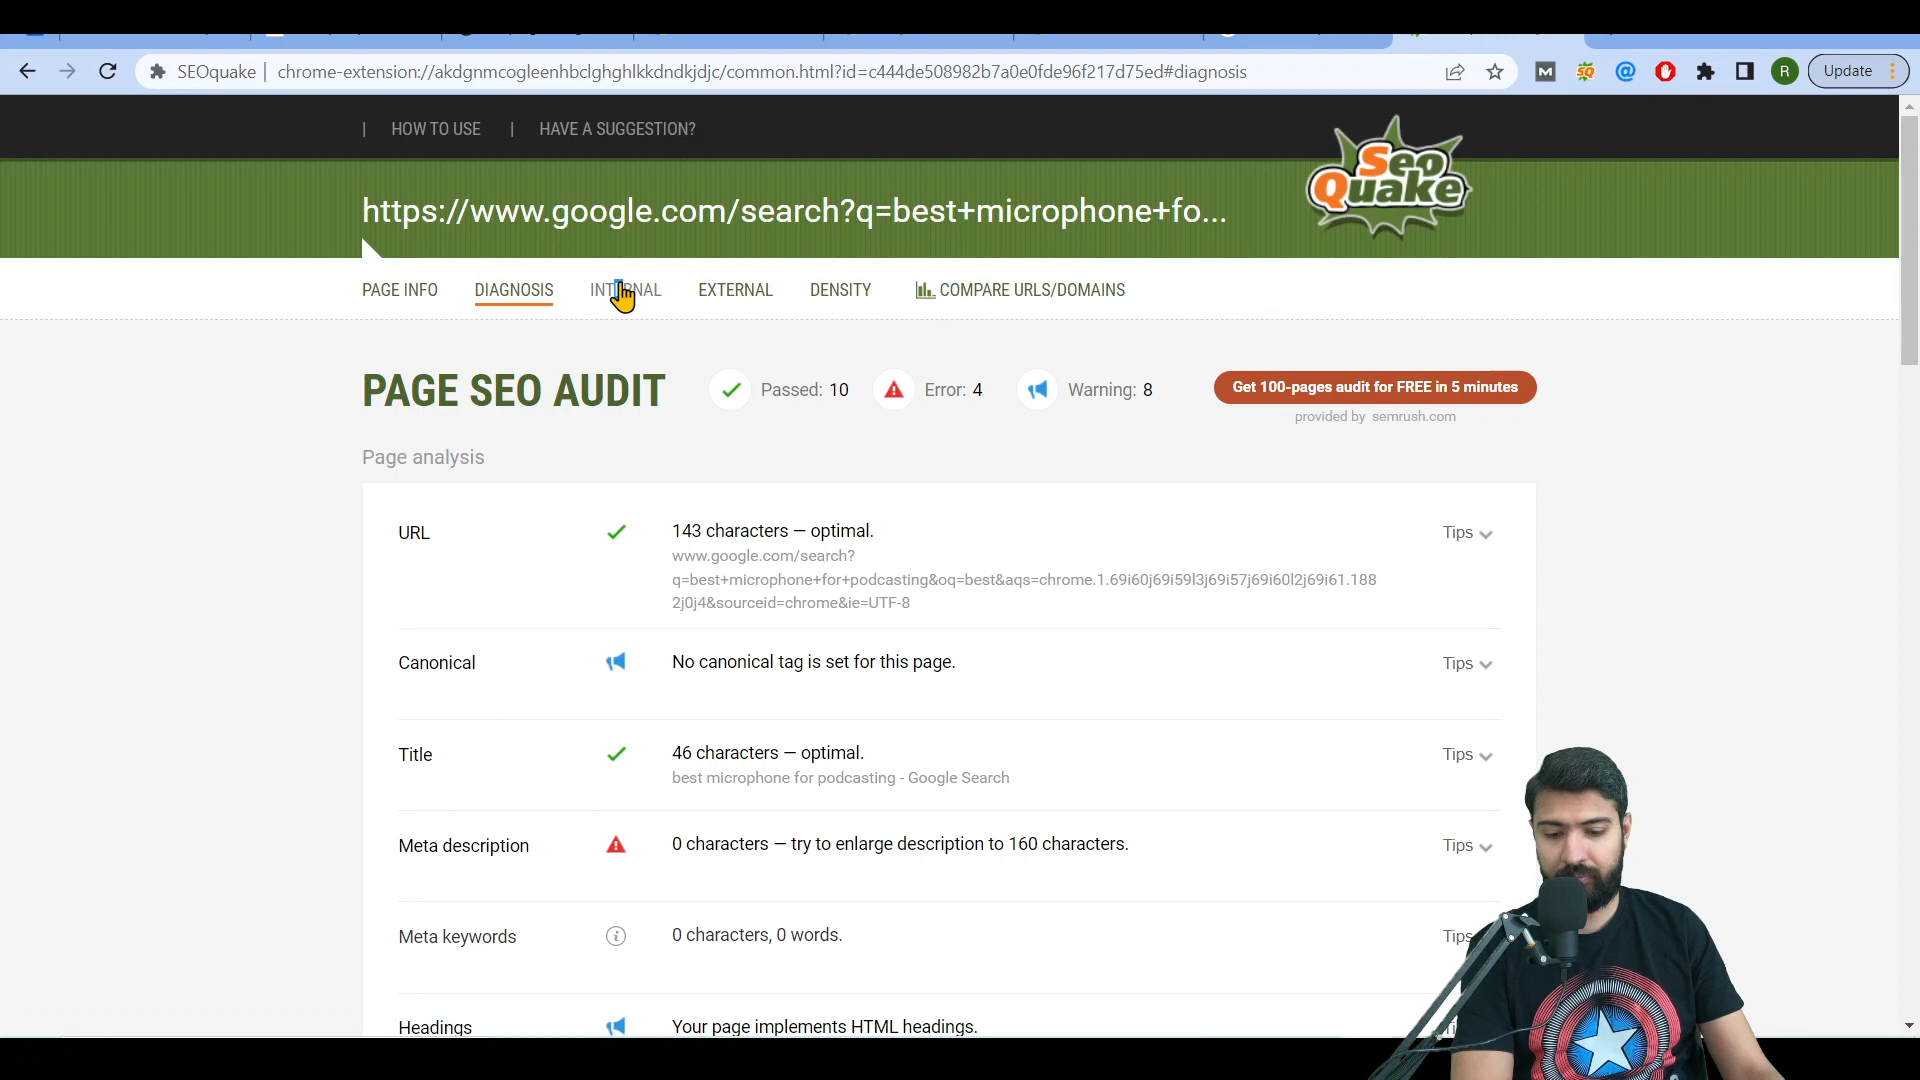 SEOquake | chrome-extension://akdgnmcogleenhbclghghlkkdndkjdjc/common.html?id=c444de508982b7a0e0fde96f217d75ed#diagnosis
M
SQ
@
R
Update
| HOW TO USE | HAVE A SUGGESTION?
https://www.google.com/search?q=best+microphone+fo...
Seo
Quake
PAGE INFO DIAGNOSIS INTERNAL EXTERNAL DENSITY COMPARE URLS/DOMAINS
PAGE SEO AUDIT Passed: 10 Error: 4 Warning: 8
Get 100-pages audit for FREE in 5 minutes
provided by semrush.com
Page analysis
URL 143 characters — optimal. Tips
www.google.com/search?
q=best+microphone+for+podcasting&oq=best&aqs=chrome.1.69i60j69i59l3j69i57j69i60l2j69i61.188
2j0j4&sourceid=chrome&ie=UTF-8
Canonical No canonical tag is set for this page. Tips
Title 46 characters — optimal. Tips
best microphone for podcasting - Google Search
Meta description 0 characters — try to enlarge description to 160 characters. Tips
Meta keywords 0 characters, 0 words. Tips
Headings Your page implements HTML headings.